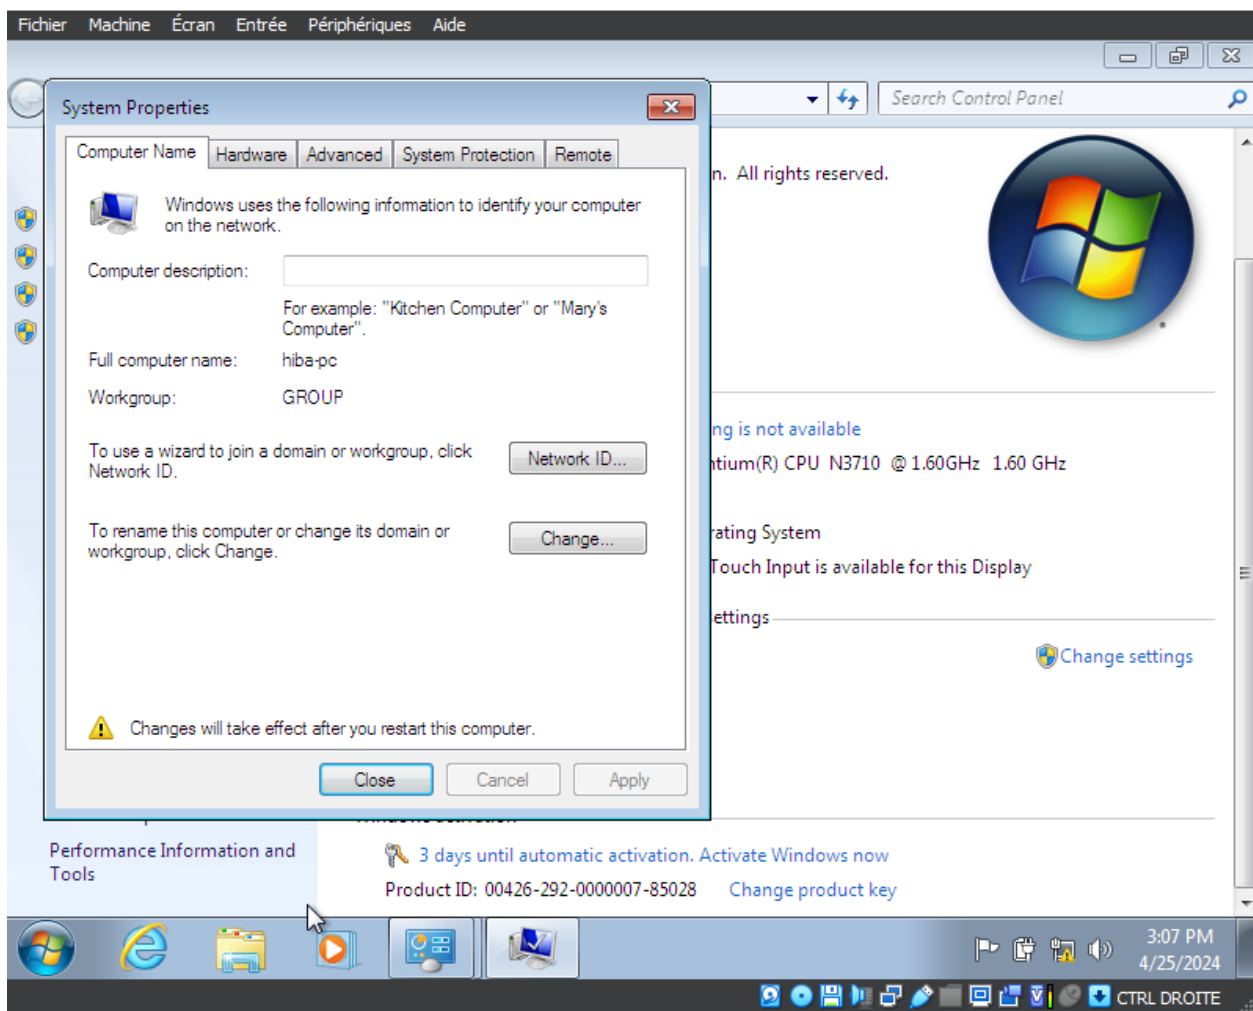 Fichier Machine Écran Entrée Périphériques Aide
Search Control Panel
System Properties
Computer Name Hardware Advanced System Protection Remote
Windows uses the following information to identify your computer
on the network.
Computer description:
For example: "Kitchen Computer" or "Mary's
Computer".
Full computer name: hiba-pc
Workgroup: GROUP
To use a wizard to join a domain or workgroup, click
Network ID.
Network ID...
To rename this computer or change its domain or
workgroup, click Change.
Change...
Changes will take effect after you restart this computer.
Close Cancel Apply
n. All rights reserved.
ng is not available
ntium(R) CPU N3710 @ 1.60GHz 1.60 GHz
rating System
Touch Input is available for this Display
ettings
Change settings
Performance Information and
Tools
3 days until automatic activation. Activate Windows now
Product ID: 00426-292-0000007-85028 Change product key
3:07 PM
4/25/2024
CTRL DROITE